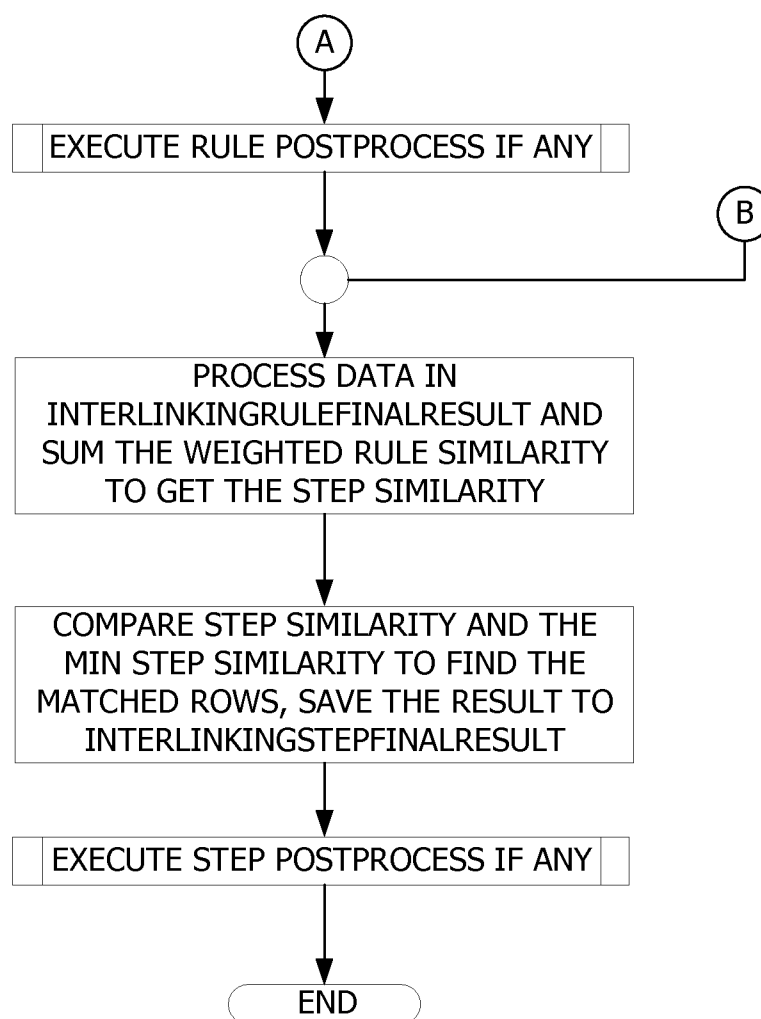 A
EXECUTE RULE POSTPROCESS IF ANY
B
PROCESS DATA IN
INTERLINKINGRULEFINALRESULT AND
SUM THE WEIGHTED RULE SIMILARITY
TO GET THE STEP SIMILARITY
COMPARE STEP SIMILARITY AND THE
MIN STEP SIMILARITY TO FIND THE
MATCHED ROWS, SAVE THE RESULT TO
INTERLINKINGSTEPFINALRESULT
EXECUTE STEP POSTPROCESS IF ANY
END